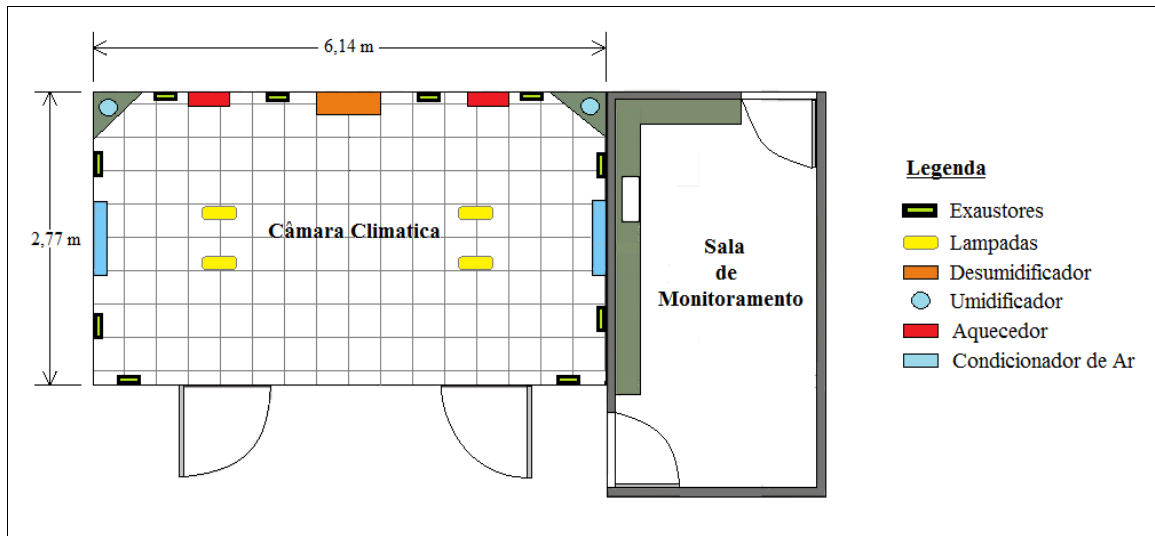 6,14 m
2,77 m
Câmara Climatica
Sala
de
Monitoramento
Legenda
Exaustores
Lampadas
Desumidificador
Umidificador
Aquecedor
Condicionador de Ar